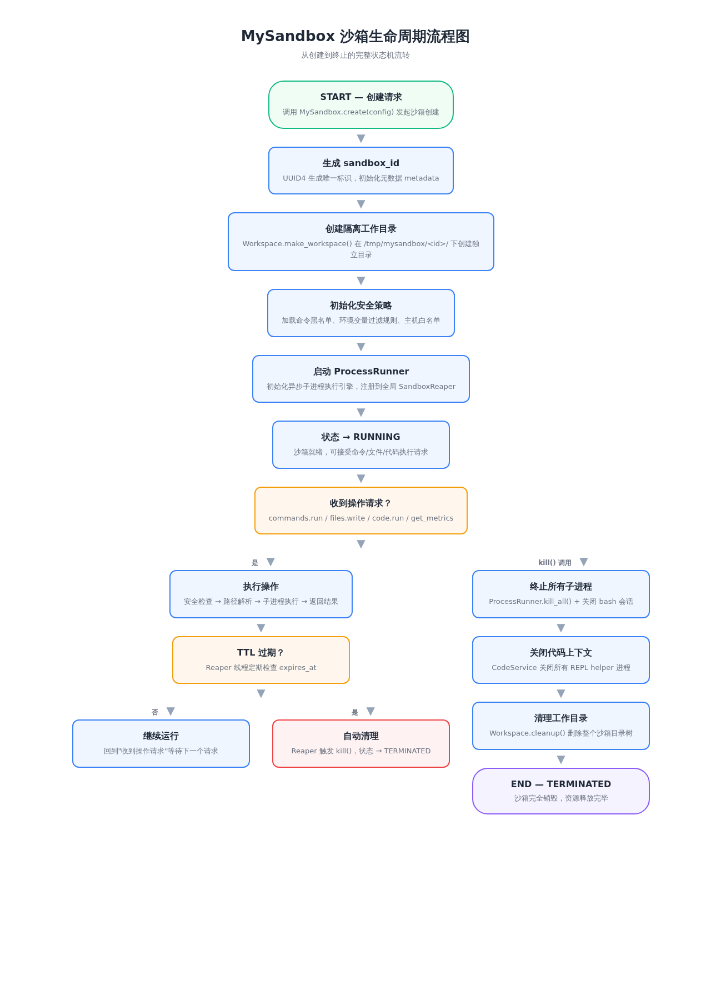 MySandbox 沙箱生命周期流程图
从创建到终止的完整状态机流转
START — 创建请求
调用 MySandbox.create(config) 发起沙箱创建
生成 sandbox_id
UUID4 生成唯一标识，初始化元数据 metadata
创建隔离工作目录
Workspace.make_workspace() 在 /tmp/mysandbox/<id>/ 下创建独
立目录
初始化安全策略
加载命令黑名单、环境变量过滤规则、主机白名单
启动 ProcessRunner
初始化异步子进程执行引擎，注册到全局 SandboxReaper
状态 → RUNNING
沙箱就绪，可接受命令/文件/代码执行请求
收到操作请求？
commands.run / files.write / code.run / get_metrics
是
执行操作
安全检查 → 路径解析 → 子进程执行 → 返回结果
TTL 过期？
Reaper 线程定期检查 expires_at
否
继续运行
回到"收到操作请求"等待下一个请求
是
自动清理
Reaper 触发 kill()，状态 → TERMINATED
kill() 调用
终止所有子进程
ProcessRunner.kill_all() + 关闭 bash 会话
关闭代码上下文
CodeService 关闭所有 REPL helper 进程
清理工作目录
Workspace.cleanup() 删除整个沙箱目录树
END — TERMINATED
沙箱完全销毁，资源释放完毕